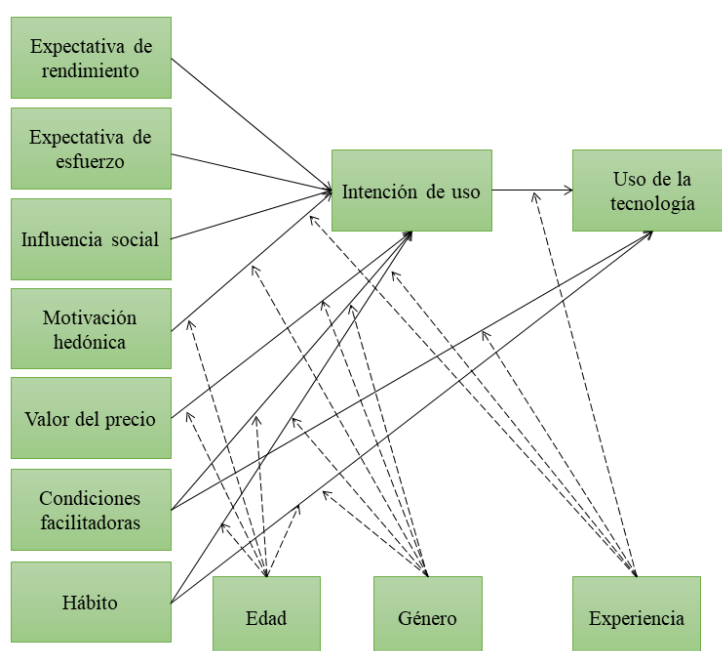 Expectativa de
rendimiento
Expectativa de
esfuerzo
Influencia social
Motivación
hedónica
Valor del precio
Condiciones
facilitadoras
Hábito
Intención de uso
Uso de la
tecnología
Edad
Género
Experiencia